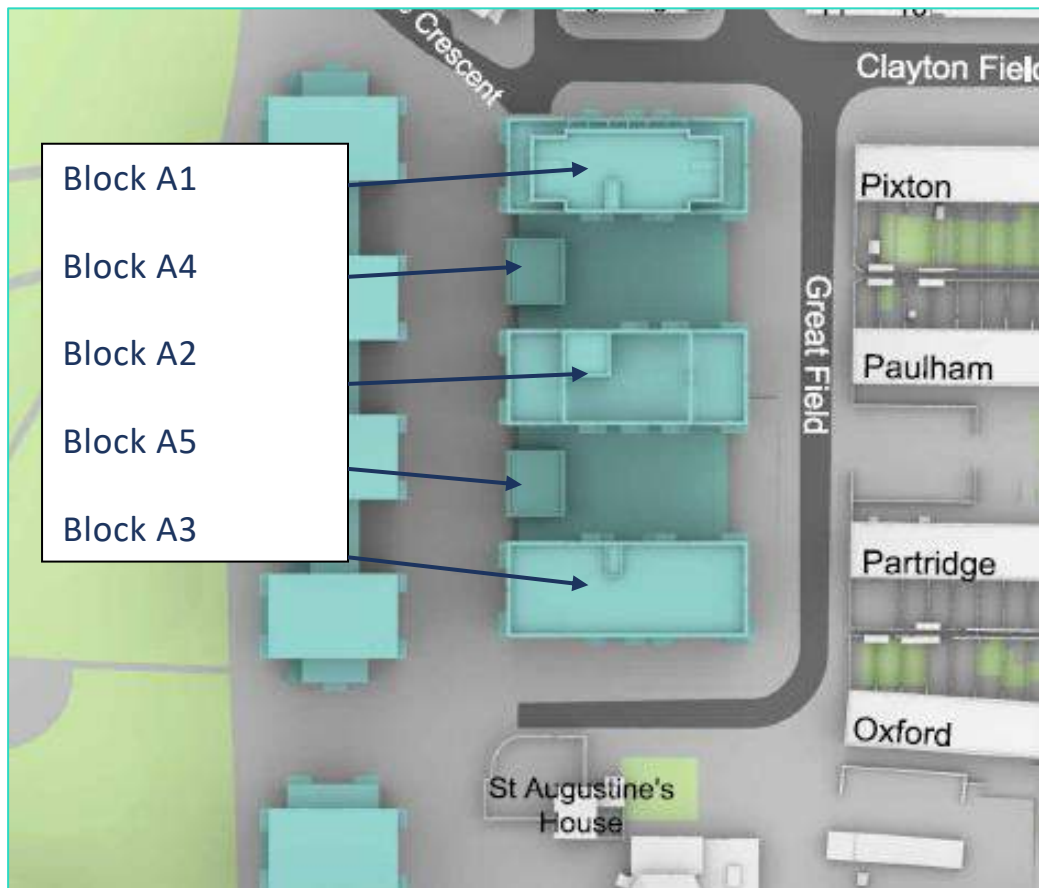 Crescent
Clayton Field
Block A1
Block A4
Block A2
Block A5
Block A3
Pixton
Great Field
Paulham
Partridge
Oxford
St Augustine's
House